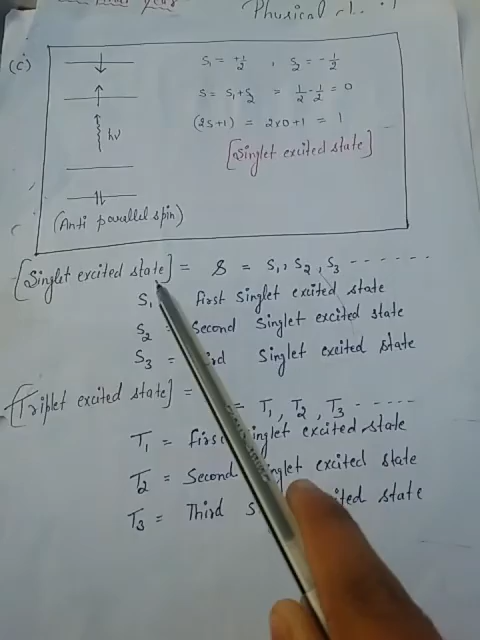 Physical
(C)
S₁ = +1/2 , S₂ = -1/2
S = S₁+S₂ = 1/2 - 1/2 = 0
(2S+1) = 2x0+1 = 1
hν
[Singlet excited state]
(Anti parallel spin)
[Singlet excited state] = S = S₁, S₂, S₃ ------
S₁ First Singlet excited state
S₂ = Second Singlet excited state
S₃ = Singlet excited state
[Triplet excited state] = = T₁, T₂, T₃ -----
T₁ = First excited state
T₂ = Second excited state
T₃ = Third state